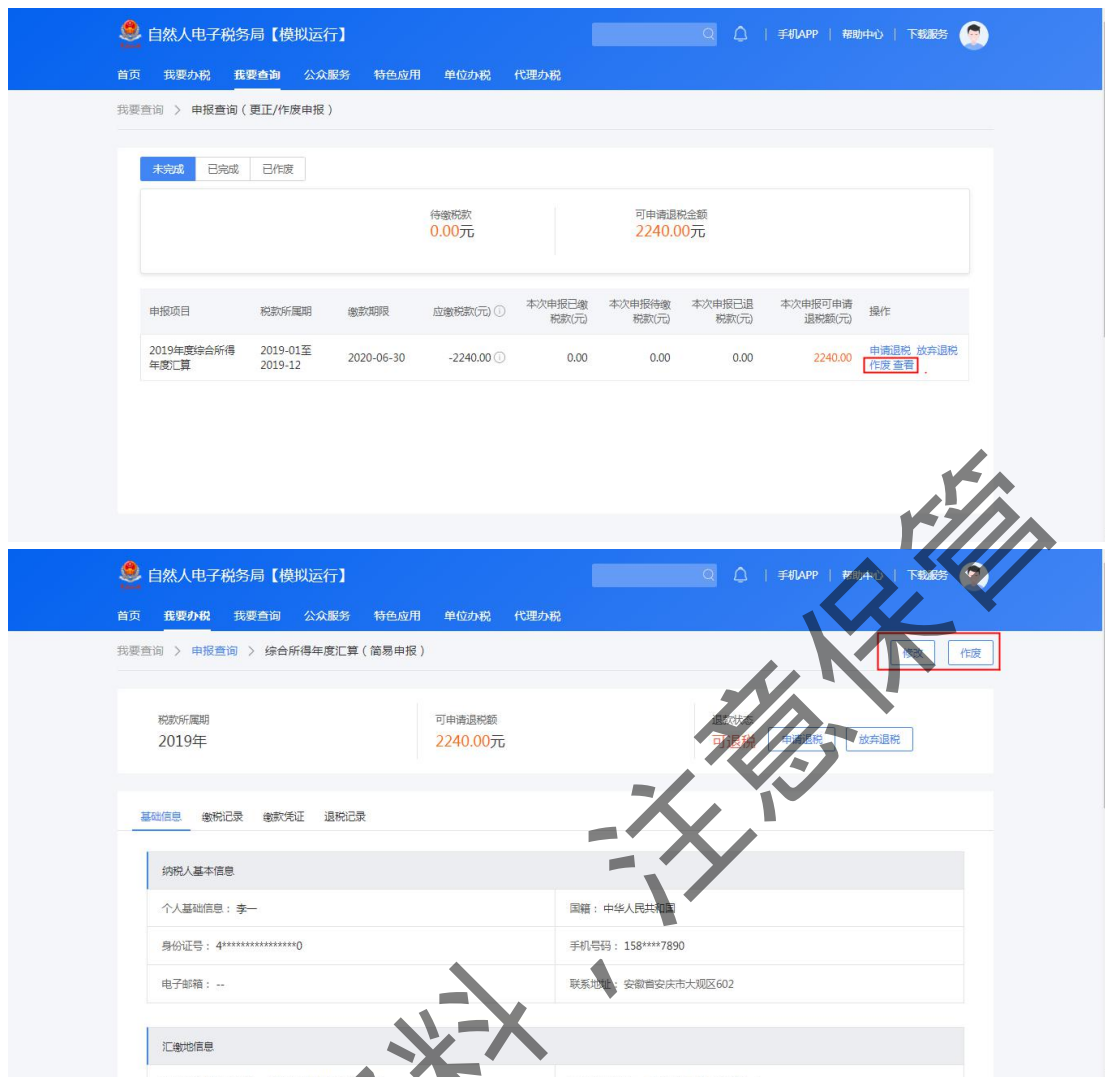 自然人电子税务局【模拟运行】
手机APP | 帮助中心 | 下载服务
首页 我要办税 我要查询 公众服务 特色应用 单位办税 代理办税
我要查询 > 申报查询（更正/作废申报）
未完成 已完成 已作废
待缴税款 可申请退税金额
0.00元 2240.00元
申报项目 税款所属期 缴款期限 应缴税款(元) 本次申报已缴税款(元) 本次申报待缴税款(元) 本次申报已退税款(元) 本次申报可申请退税额(元) 操作
2019年度综合所得年度汇算 2019-01至2019-12 2020-06-30 -2240.00 0.00 0.00 0.00 2240.00 申请退税 放弃退税 作废 查看
自然人电子税务局【模拟运行】
手机APP | 帮助中心 | 下载服务
首页 我要办税 我要查询 公众服务 特色应用 单位办税 代理办税
我要查询 > 申报查询 > 综合所得年度汇算（简易申报） 修改 作废
税款所属期 可申请退税额 退款状态
2019年 2240.00元 可退税 申请退税 放弃退税
基础信息 缴税记录 缴款凭证 退税记录
纳税人基本信息
个人基础信息： 李一 国籍： 中华人民共和国
身份证号： 4****************0 手机号码： 158****7890
电子邮箱： -- 联系地址： 安徽省安庆市大观区602
汇缴地信息
料，注意保管